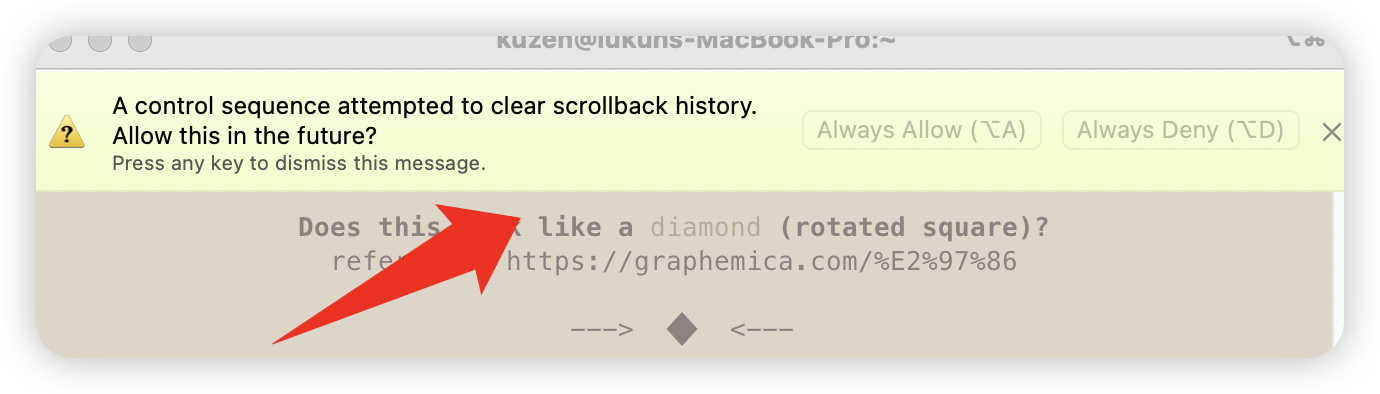 kuzen@lukuns-MacBook-Pro:~
⌥⌘
A control sequence attempted to clear scrollback history.
Allow this in the future?
Press any key to dismiss this message.
Always Allow (⌥A)
Always Deny (⌥D)
Does this like a diamond (rotated square)?
https://graphemica.com/%E2%97%86
---> ◆ <---